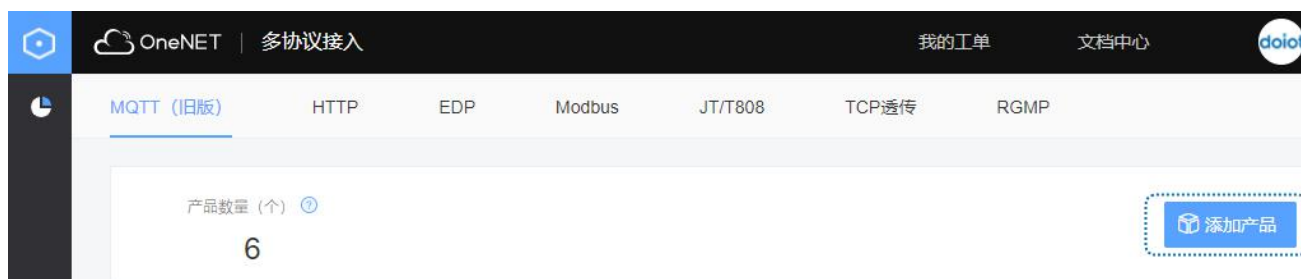 OneNET | 多协议接入 我的工单 文档中心 doiot
MQTT（旧版） HTTP EDP Modbus JT/T808 TCP透传 RGMP
产品数量（个） ?
添加产品
6